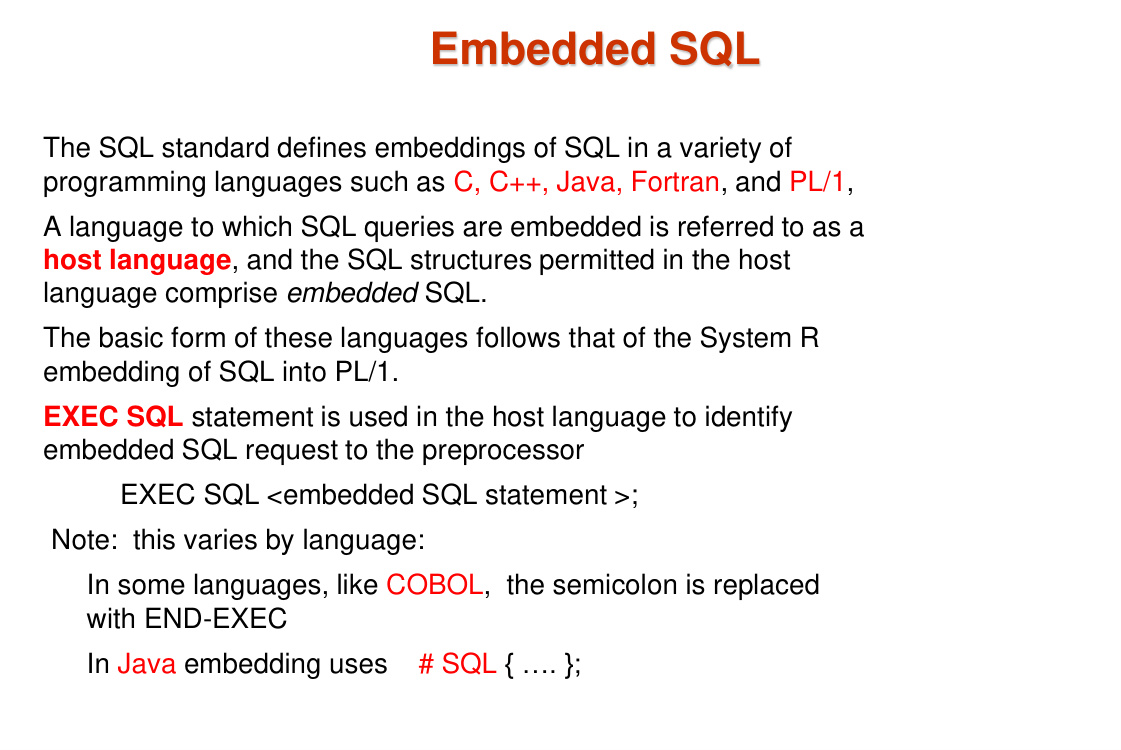 Embedded SQL
The SQL standard defines embeddings of SQL in a variety of
programming languages such as C, C++, Java, Fortran, and PL/1,
A language to which SQL queries are embedded is referred to as a
host language, and the SQL structures permitted in the host
language comprise embedded SQL.
The basic form of these languages follows that of the System R
embedding of SQL into PL/1.
EXEC SQL statement is used in the host language to identify
embedded SQL request to the preprocessor
EXEC SQL <embedded SQL statement >;
Note:  this varies by language:
In some languages, like COBOL,  the semicolon is replaced
with END-EXEC
In Java embedding uses    # SQL { …. };